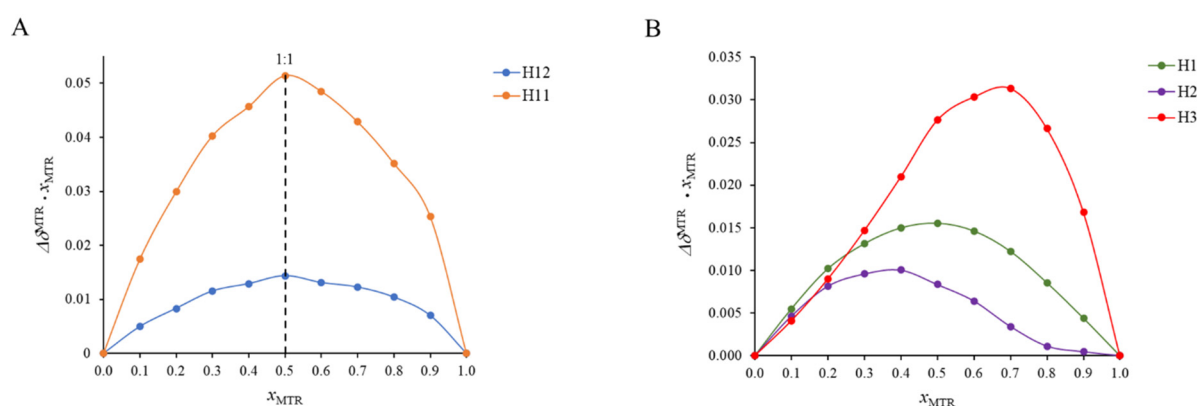 A
1:1
H12
H11
0.05
0.04
0.03
0.02
0.01
0
Δδᴹᵀᴿ · xMTR
0.0 0.1 0.2 0.3 0.4 0.5 0.6 0.7 0.8 0.9 1.0
xMTR
B
H1
H2
H3
0.035
0.030
0.025
0.020
0.015
0.010
0.005
0.000
Δδᴹᵀᴿ · xMTR
0.0 0.1 0.2 0.3 0.4 0.5 0.6 0.7 0.8 0.9 1.0
xMTR